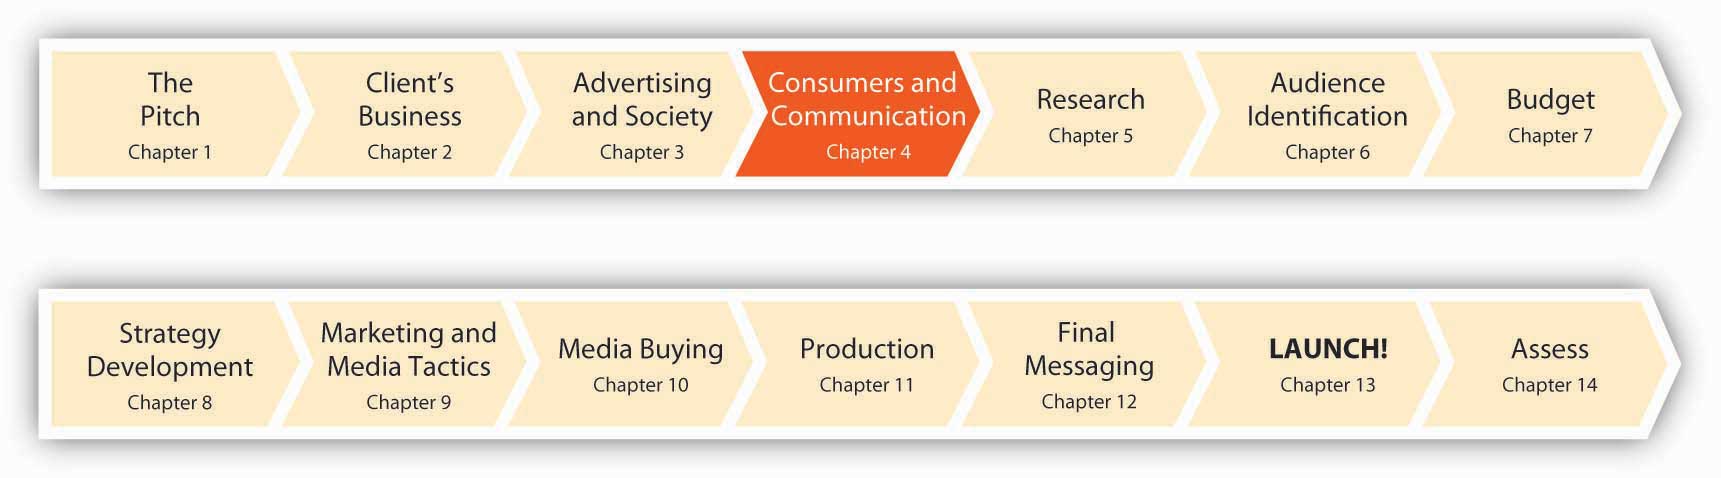 The
Pitch
Chapter 1
Client’s
Business
Chapter 2
Advertising
and Society
Chapter 3
Consumers and
Communication
Chapter 4
Research
Chapter 5
Audience
Identification
Chapter 6
Budget
Chapter 7
Strategy
Development
Chapter 8
Marketing and
Media Tactics
Chapter 9
Media Buying
Chapter 10
Production
Chapter 11
Final
Messaging
Chapter 12
LAUNCH!
Chapter 13
Assess
Chapter 14